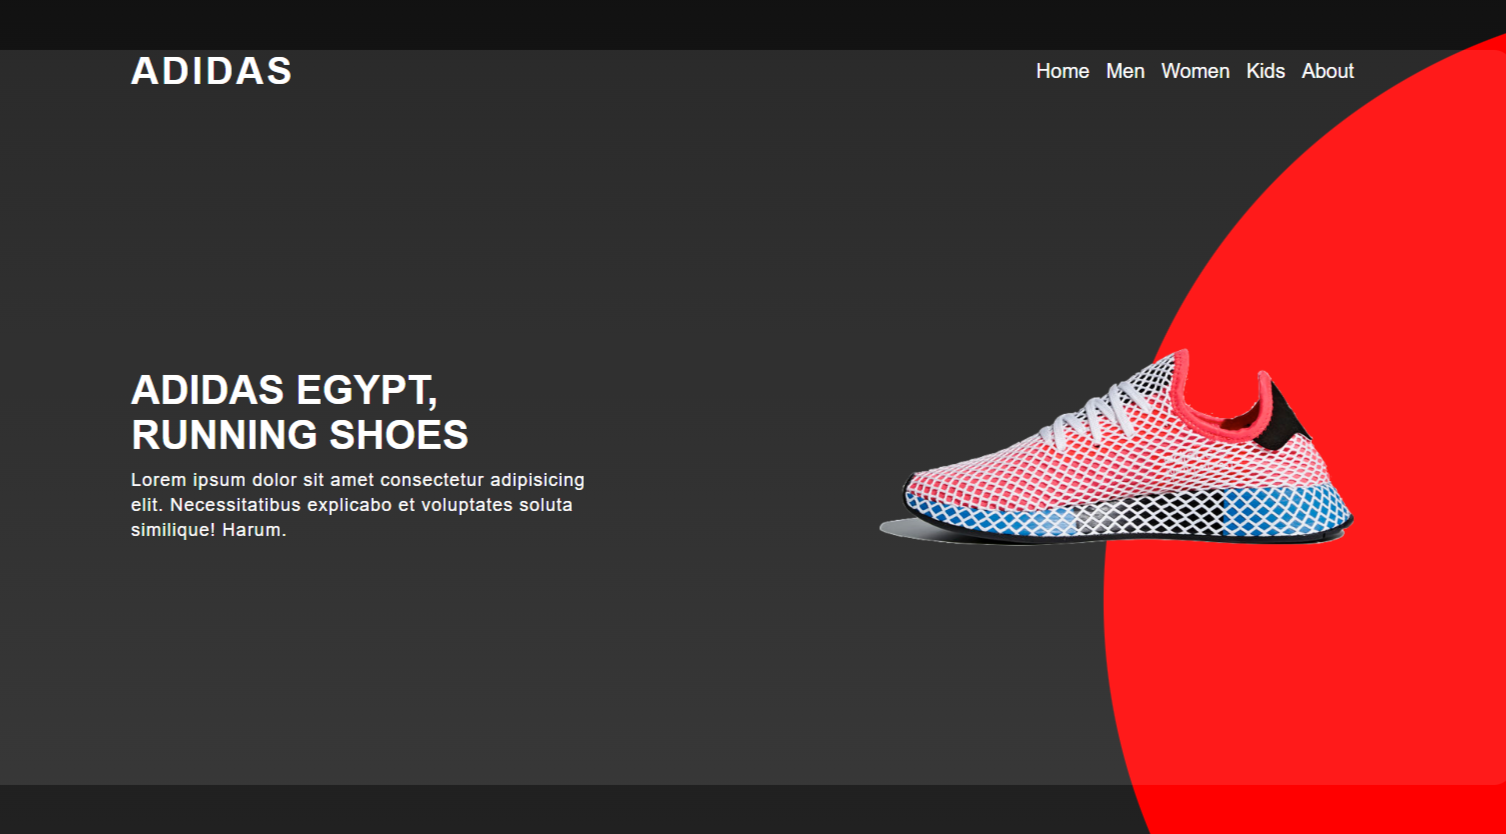 ADIDAS
Home Men Women Kids About
ADIDAS EGYPT,
RUNNING SHOES
Lorem ipsum dolor sit amet consectetur adipisicing
elit. Necessitatibus explicabo et voluptates soluta
similique! Harum.